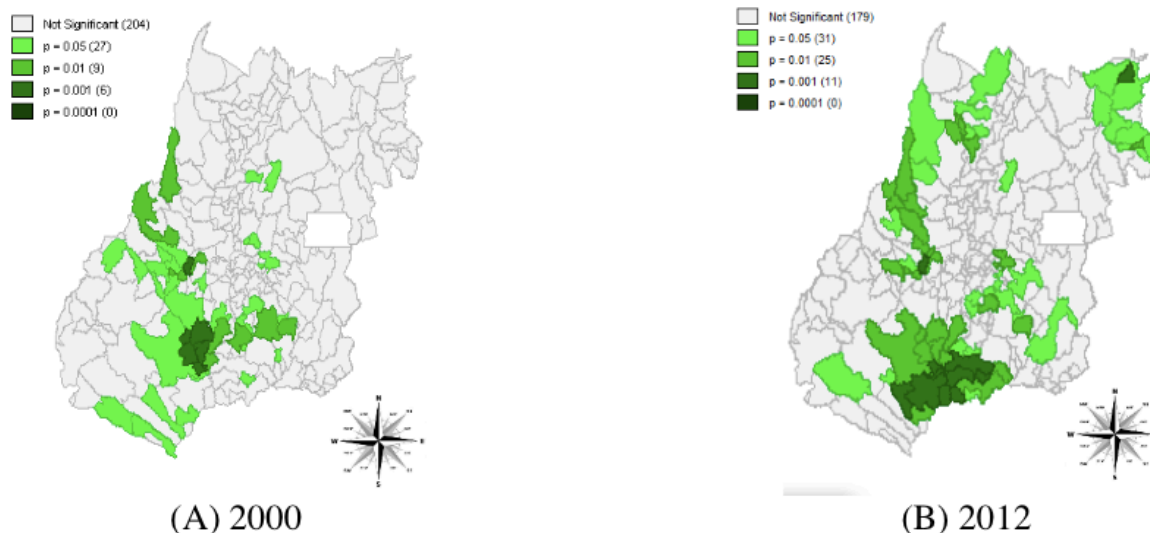 Not Significant (204)
p = 0.05 (27)
p = 0.01 (9)
p = 0.001 (6)
p = 0.0001 (0)
N
W
S
(A) 2000
Not Significant (179)
p = 0.05 (31)
p = 0.01 (25)
p = 0.001 (11)
p = 0.0001 (0)
N
W
S
(B) 2012